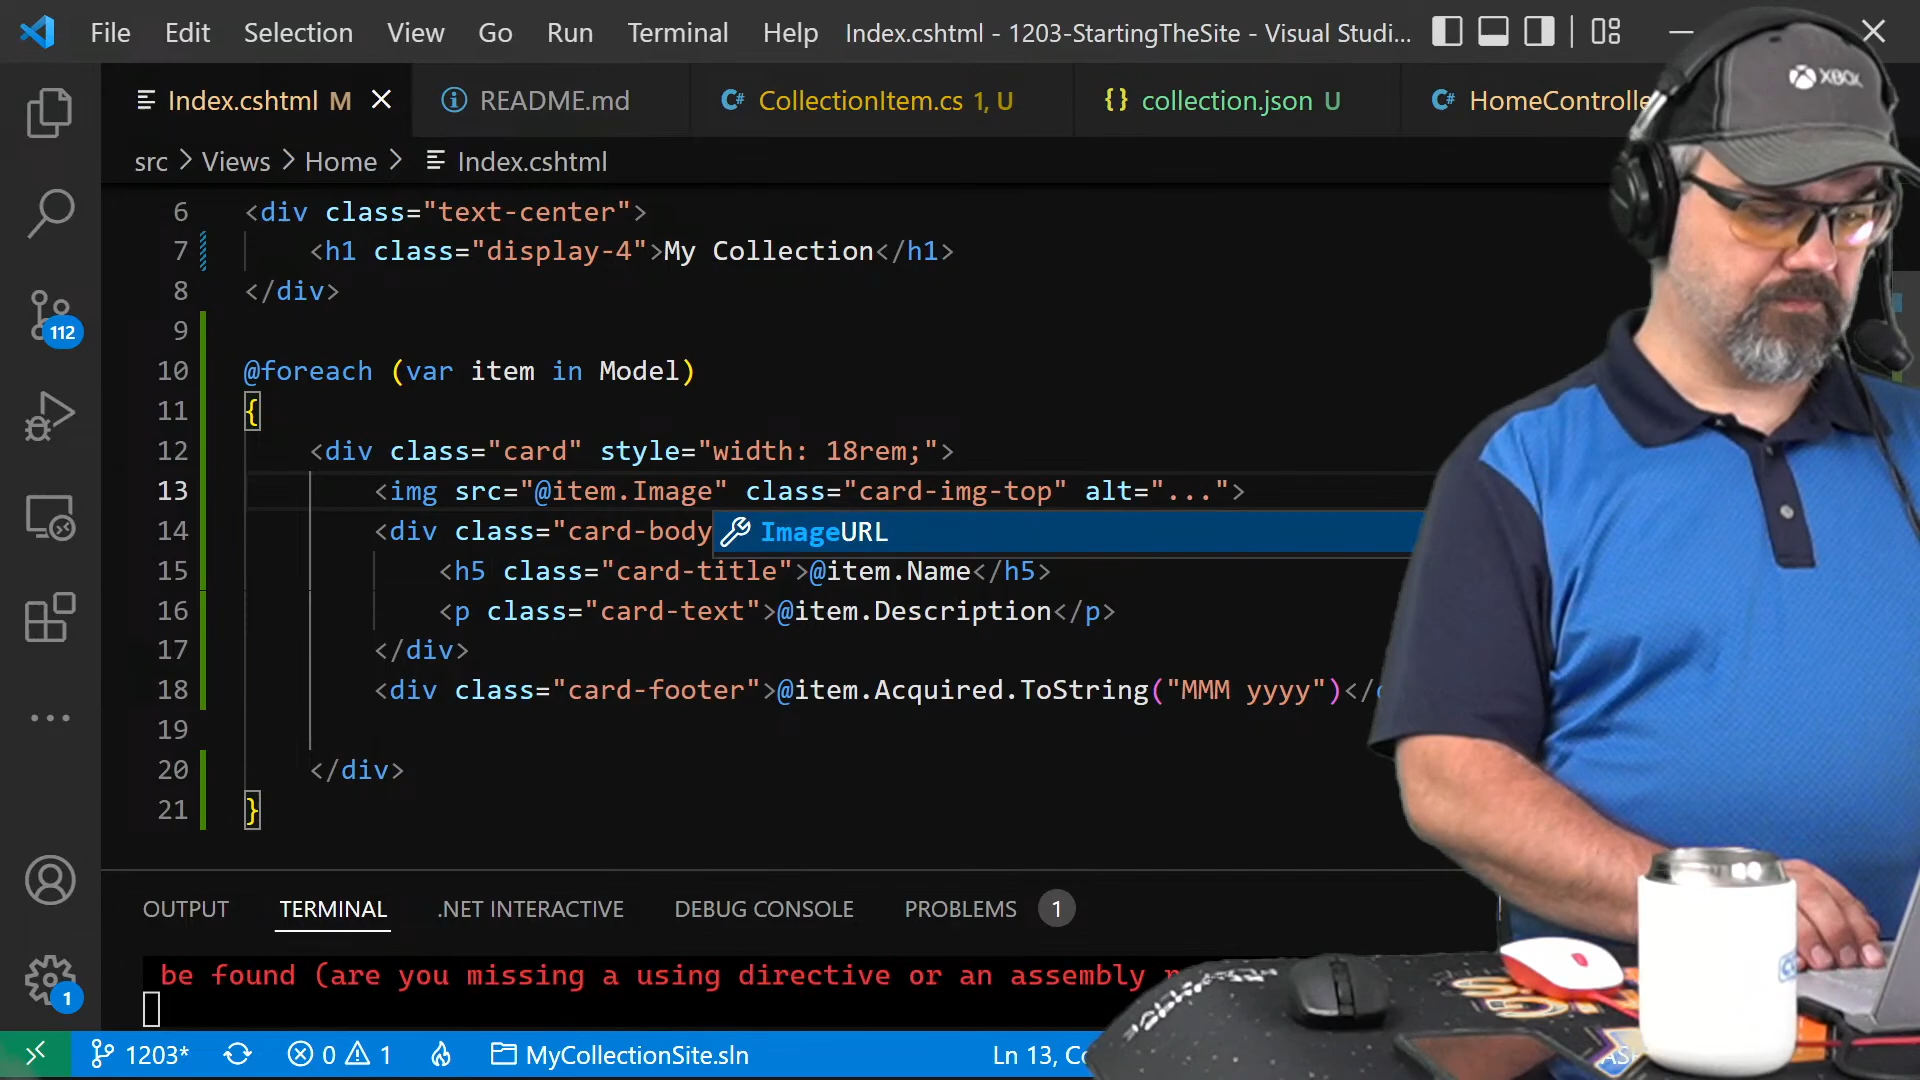 File Edit Selection View Go Run Terminal Help Index.cshtml - 1203-StartingTheSite - Visual Studi...
XBOX
Index.cshtml M README.md CollectionItem.cs 1, U collection.json U HomeControlle
src > Views > Home > Index.cshtml
6 <div class="text-center">
7 <h1 class="display-4">My Collection</h1>
8 </div>
9
10 @foreach (var item in Model)
11 {
12 <div class="card" style="width: 18rem;">
13 <img src="@item.Image" class="card-img-top" alt="...">
14 <div class="card-body
ImageURL
15 <h5 class="card-title">@item.Name</h5>
16 <p class="card-text">@item.Description</p>
17 </div>
18 <div class="card-footer">@item.Acquired.ToString("MMM yyyy")</
19
20 </div>
21 }
112
1
OUTPUT TERMINAL .NET INTERACTIVE DEBUG CONSOLE PROBLEMS 1
be found (are you missing a using directive or an assembly
1203* 0 1 MyCollectionSite.sln Ln 13,